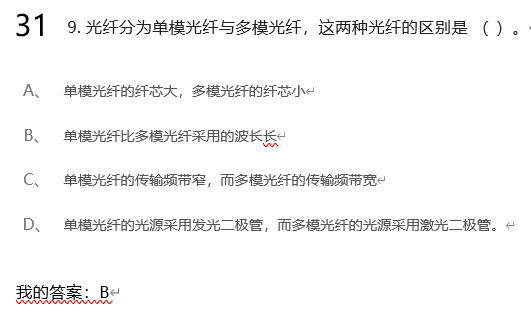 31 9. 光纤分为单模光纤与多模光纤，这两种光纤的区别是 （ ）。
A、 单模光纤的纤芯大，多模光纤的纤芯小
B、 单模光纤比多模光纤采用的波长长
C、 单模光纤的传输频带窄，而多模光纤的传输频带宽
D、 单模光纤的光源采用发光二极管，而多模光纤的光源采用激光二极管。
我的答案：B